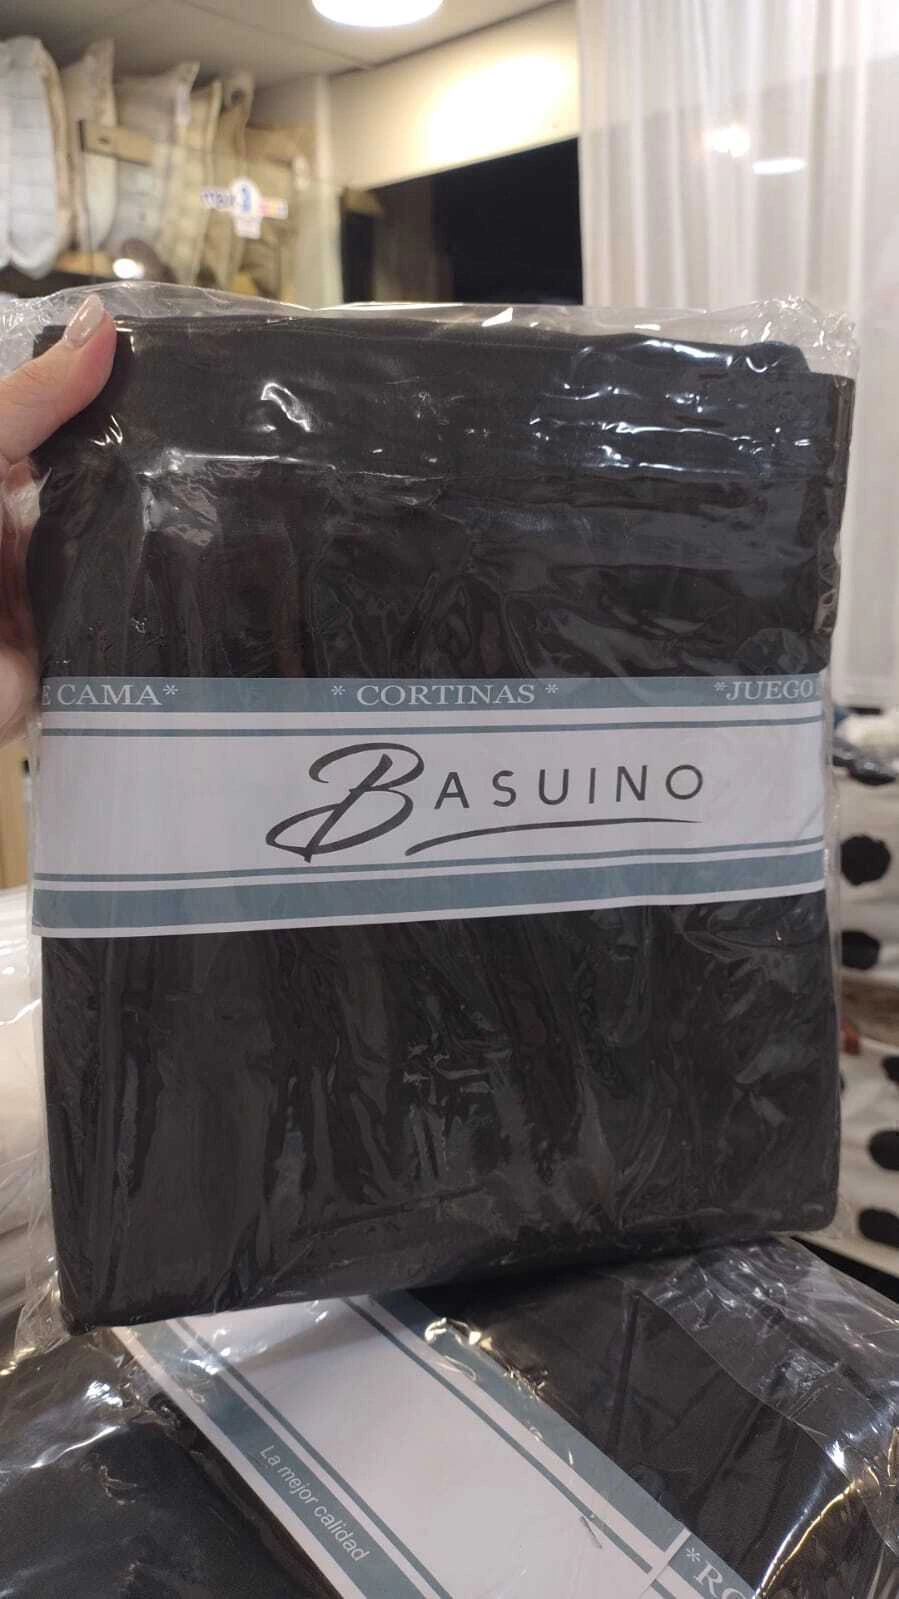 E CAMA* * CORTINAS * *JUEGO
BASUINO
La mejor calidad